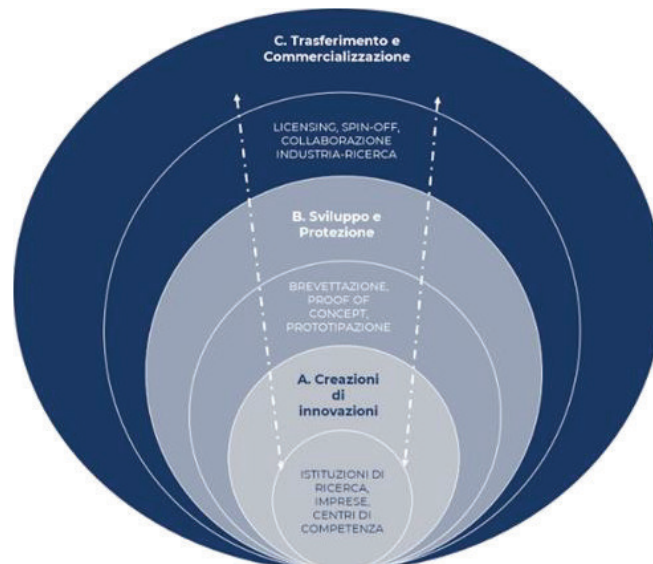 C. Trasferimento e
Commercializzazione
LICENSING, SPIN-OFF,
COLLABORAZIONE
INDUSTRIA-RICERCA
B. Sviluppo e
Protezione
BREVETTAZIONE,
PROOF OF
CONCEPT,
PROTOTIPAZIONE
A. Creazioni
di
innovazioni
ISTITUZIONI DI
RICERCA,
IMPRESE,
CENTRI DI
COMPETENZA